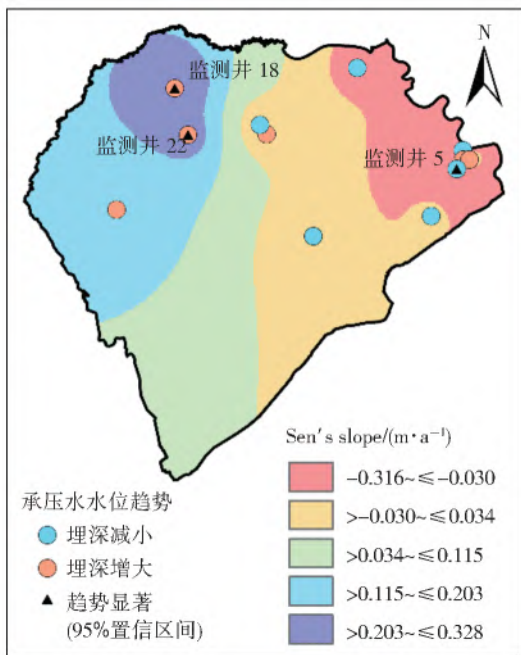 N
监测井 18
监测井 22
监测井 5
Sen's slope/(m·a⁻¹)
-0.316~≤-0.030
>-0.030~≤0.034
>0.034~≤0.115
>0.115~≤0.203
>0.203~≤0.328
承压水水位趋势
埋深减小
埋深增大
趋势显著
(95%置信区间)